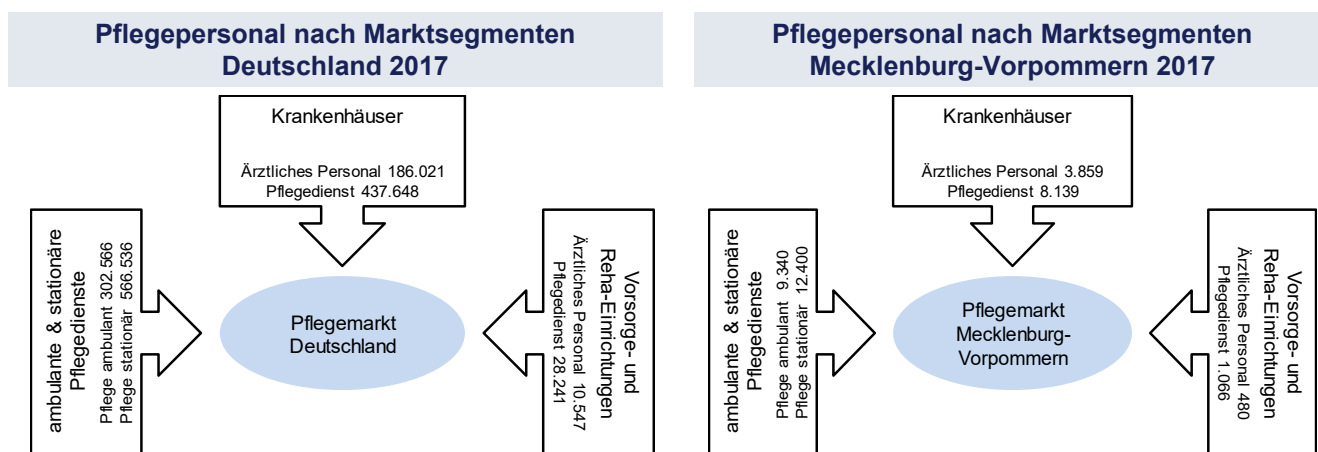 Pflegepersonal nach Marktsegmenten
Deutschland 2017
Krankenhäuser
Ärztliches Personal 186.021
Pflegedienst 437.648
ambulante & stationäre
Pflegedienste
Pflege ambulant 302.566
Pflege stationär 566.536
Pflegemarkt
Deutschland
Vorsorge- und
Reha-Einrichtungen
Ärztliches Personal 10.547
Pflegedienst 28.241
Pflegepersonal nach Marktsegmenten
Mecklenburg-Vorpommern 2017
Krankenhäuser
Ärztliches Personal 3.859
Pflegedienst 8.139
ambulante & stationäre
Pflegedienste
Pflege ambulant 9.340
Pflege stationär 12.400
Pflegemarkt
Mecklenburg-
Vorpommern
Vorsorge- und
Reha-Einrichtungen
Ärztliches Personal 480
Pflegedienst 1.066